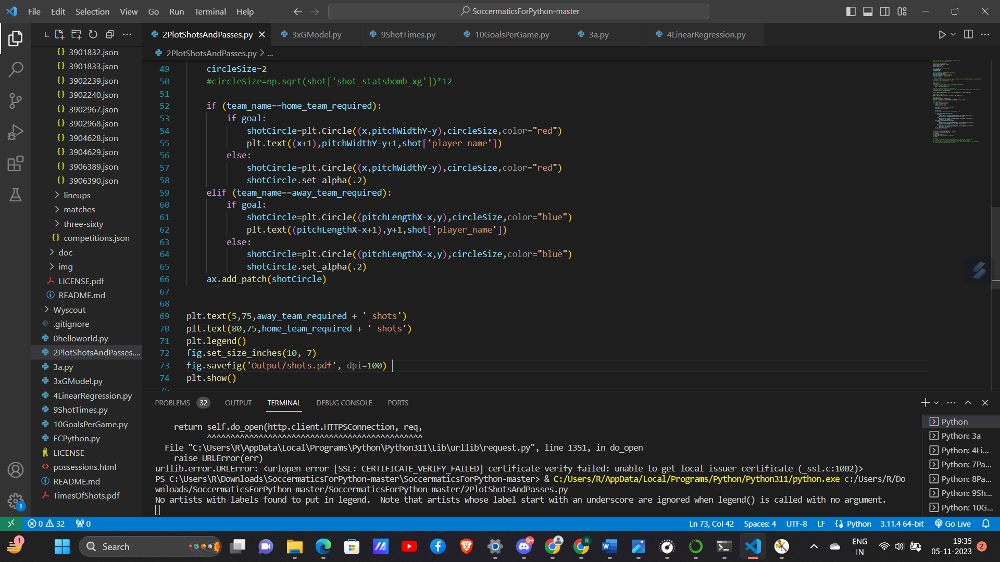 File Edit Selection View Go Run Terminal Help
SoccermaticsForPython-master
E.
2PlotShotsAndPasses.py 3xGModel.py 9ShotTimes.py 10GoalsPerGame.py 3a.py 4LinearRegression.py
2PlotShotsAndPasses.py > ...
3901832.json
3901833.json
3902239.json
3902240.json
3902967.json
3902968.json
3904628.json
3904629.json
3906389.json
3906390.json
lineups
matches
three-sixty
competitions.json
doc
img
LICENSE.pdf
README.md
Wyscout
.gitignore
0helloworld.py
2PlotShotsAndPasses....
3a.py
3xGModel.py
4LinearRegression.py
9ShotTimes.py
10GoalsPerGame.py
FCPython.py
LICENSE
possessions.html
README.md
TimesOfShots.pdf
49 circleSize=2
50 #circleSize=np.sqrt(shot['shot_statsbomb_xg'])*12
51
52 if (team_name==home_team_required):
53 if goal:
54 shotCircle=plt.Circle((x,pitchWidthY-y),circleSize,color="red")
55 plt.text((x+1),pitchWidthY-y+1,shot['player_name'])
56 else:
57 shotCircle=plt.Circle((x,pitchWidthY-y),circleSize,color="red")
58 shotCircle.set_alpha(.2)
59 elif (team_name==away_team_required):
60 if goal:
61 shotCircle=plt.Circle((pitchLengthX-x,y),circleSize,color="blue")
62 plt.text((pitchLengthX-x+1),y+1,shot['player_name'])
63 else:
64 shotCircle=plt.Circle((pitchLengthX-x,y),circleSize,color="blue")
65 shotCircle.set_alpha(.2)
66 ax.add_patch(shotCircle)
67
68
69 plt.text(5,75,away_team_required + ' shots')
70 plt.text(80,75,home_team_required + ' shots')
71 plt.legend()
72 fig.set_size_inches(10, 7)
73 fig.savefig('Output/shots.pdf', dpi=100)
74 plt.show()
75
PROBLEMS 32 OUTPUT TERMINAL DEBUG CONSOLE PORTS
return self.do_open(http.client.HTTPSConnection, req,
^^^^^^^^^^^^^^^^^^^^^^^^^^^^^^^^^^^^^^^^^^^^^^
File "C:\Users\R\AppData\Local\Programs\Python\Python311\Lib\urllib\request.py", line 1351, in do_open
raise URLError(err)
urllib.error.URLError: <urlopen error [SSL: CERTIFICATE_VERIFY_FAILED] certificate verify failed: unable to get local issuer certificate (_ssl.c:1002)>
PS C:\Users\R\Downloads\SoccermaticsForPython-master\SoccermaticsForPython-master> & C:/Users/R/AppData/Local/Programs/Python/Python311/python.exe c:/Users/R/Do
wnloads/SoccermaticsForPython-master/SoccermaticsForPython-master/2PlotShotsAndPasses.py
No artists with labels found to put in legend.  Note that artists whose label start with an underscore are ignored when legend() is called with no argument.
Python
Python: 3a
Python: 4Li...
Python: 7Pa...
Python: 8Pa...
Python: 9Sh...
Python: 10G...
1
0 32 0 Ln 73, Col 42 Spaces: 4 UTF-8 LF Python 3.11.4 64-bit Go Live
1 Search 9+ R ENG IN 19:35 05-11-2023 2